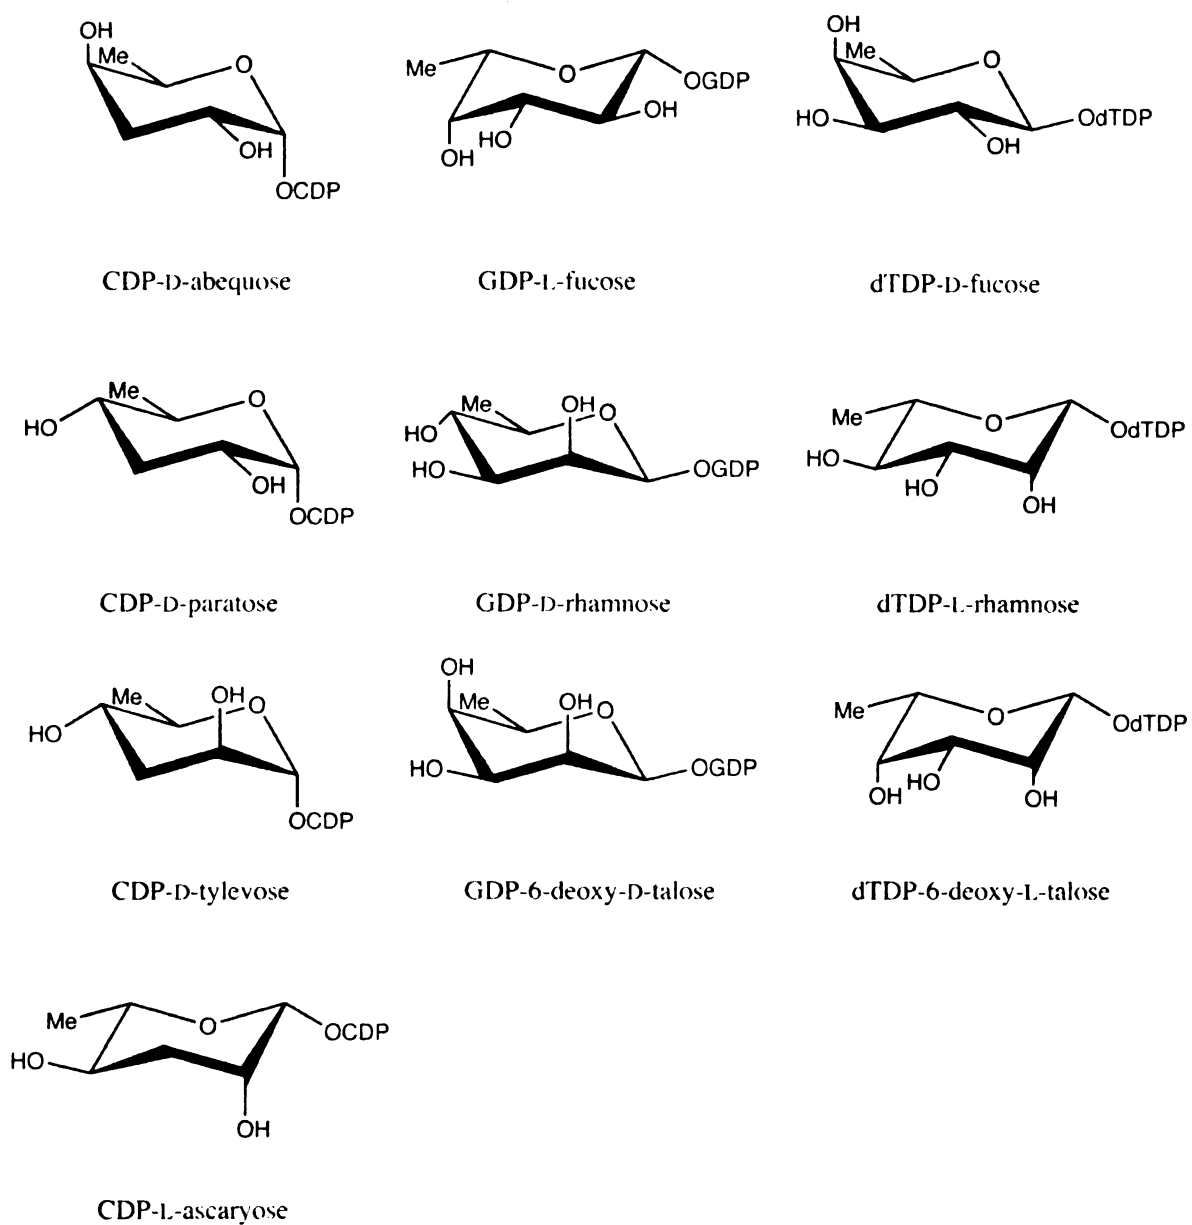 OH
Me
O
OH
OCDP
CDP-D-abequose
Me
O
OGDP
OH
HO
OH
GDP-L-fucose
OH
Me
O
HO
OdTDP
OH
dTDP-D-fucose
Me
O
HO
OH
OCDP
CDP-D-paratose
Me
OH
O
HO
HO
OGDP
GDP-D-rhamnose
Me
O
OdTDP
HO
HO
OH
dTDP-L-rhamnose
Me
OH
O
HO
OCDP
CDP-D-tylevose
OH
Me
OH
O
HO
OGDP
GDP-6-deoxy-D-talose
Me
O
OdTDP
HO
OH
OH
dTDP-6-deoxy-L-talose
Me
O
OCDP
HO
OH
CDP-L-ascaryose